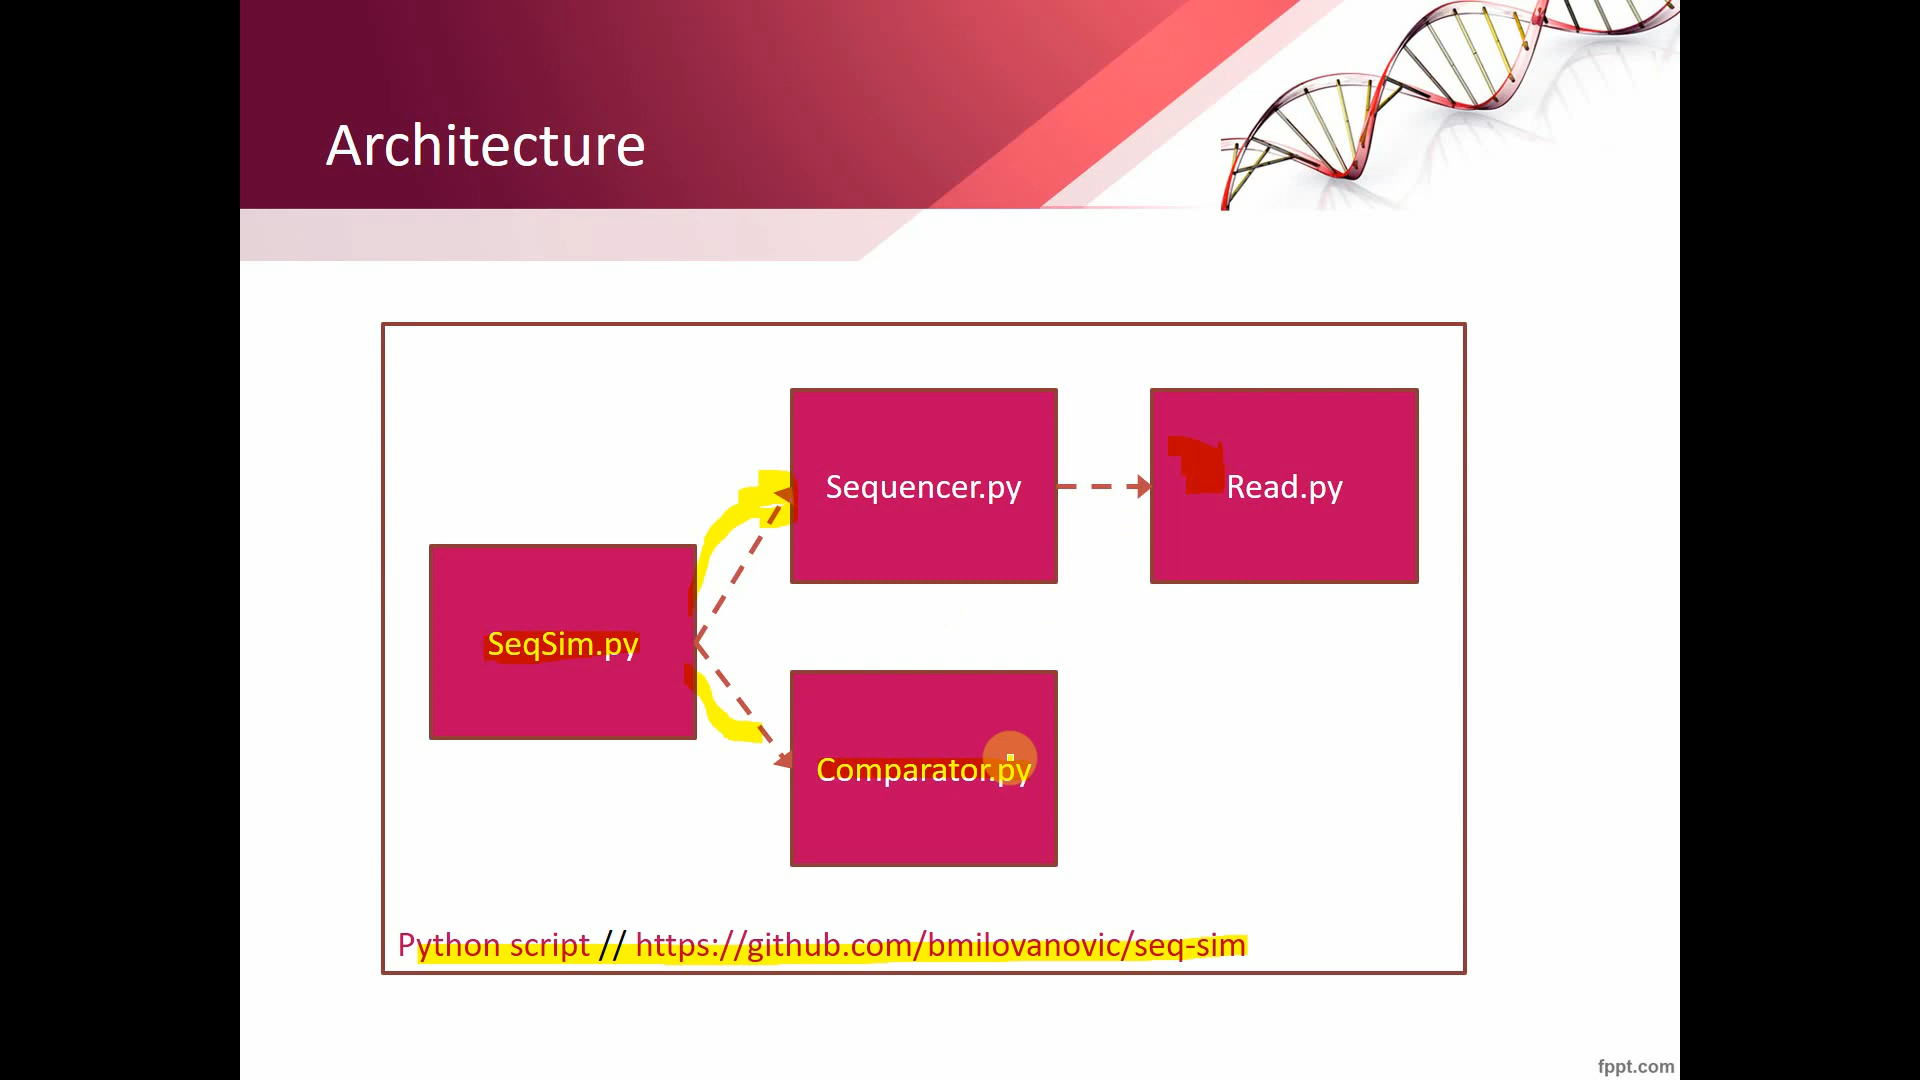 Architecture
Sequencer.py
Read.py
SeqSim.py
Comparator.py
Python script // https://github.com/bmilovanovic/seq-sim
fppt.com